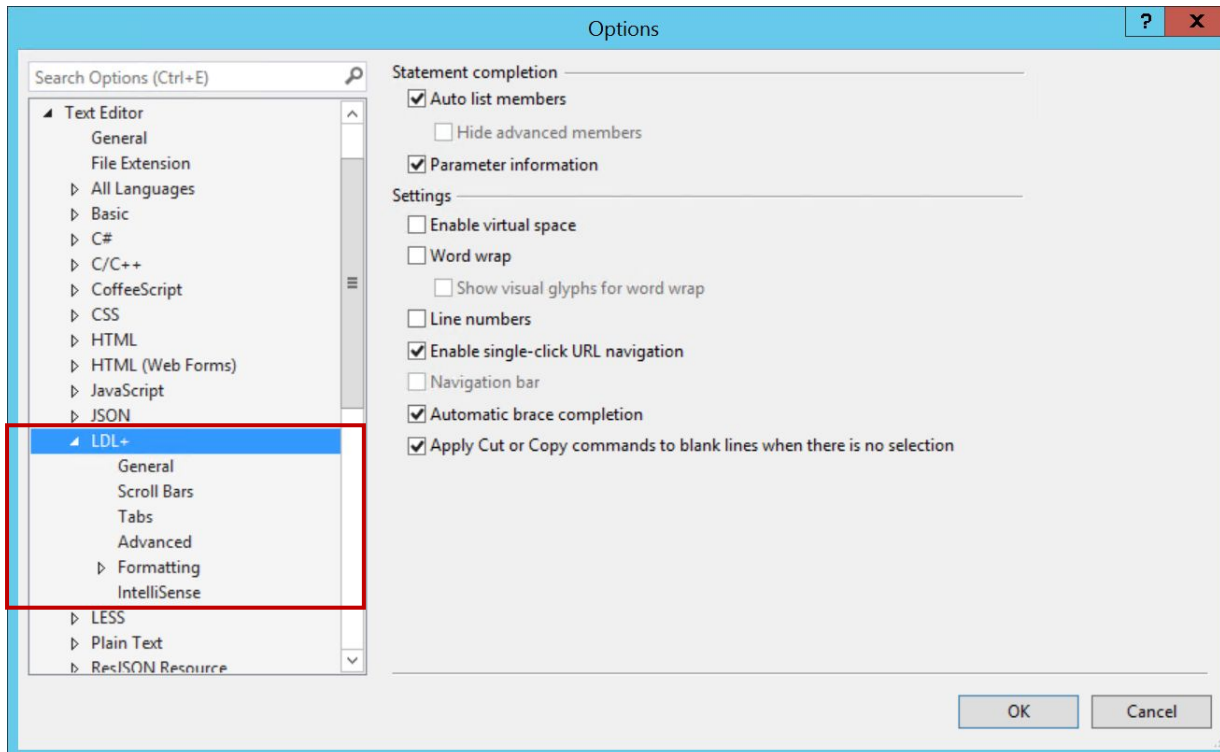 Options
?
X
Search Options (Ctrl+E)
Text Editor
General
File Extension
All Languages
Basic
C#
C/C++
CoffeeScript
CSS
HTML
HTML (Web Forms)
JavaScript
JSON
LDL+
General
Scroll Bars
Tabs
Advanced
Formatting
IntelliSense
LESS
Plain Text
ResJSON Resource
Statement completion
Auto list members
Hide advanced members
Parameter information
Settings
Enable virtual space
Word wrap
Show visual glyphs for word wrap
Line numbers
Enable single-click URL navigation
Navigation bar
Automatic brace completion
Apply Cut or Copy commands to blank lines when there is no selection
OK
Cancel